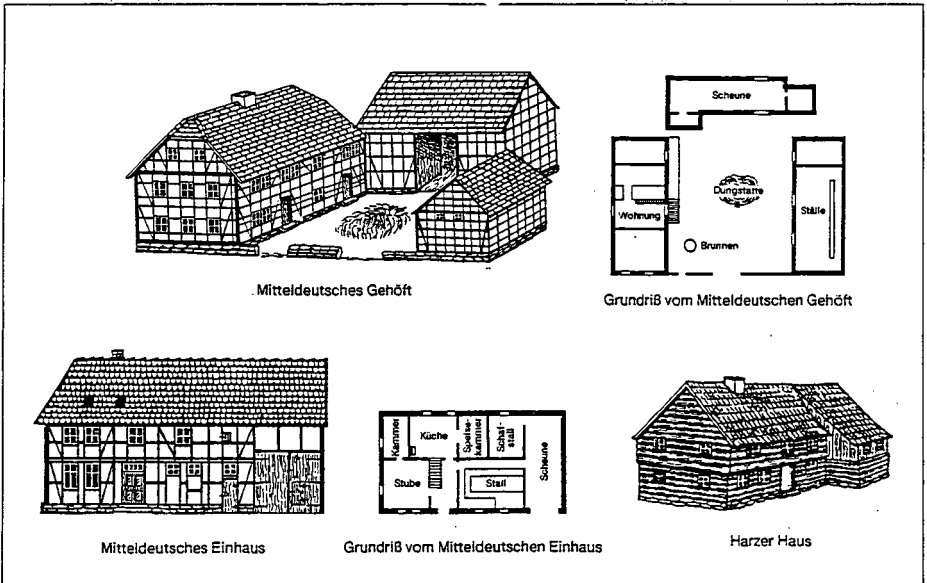 Scheune
Dungstätte
Wohnung
Ställe
Brunnen
Mitteldeutsches Gehöft
Grundriß vom Mitteldeutschen Gehöft
Kammer
Küche
Speise-
kammer
Schaf-
stall
Scheune
Stube
Stall
Mitteldeutsches Einhaus
Grundriß vom Mitteldeutschen Einhaus
Harzer Haus